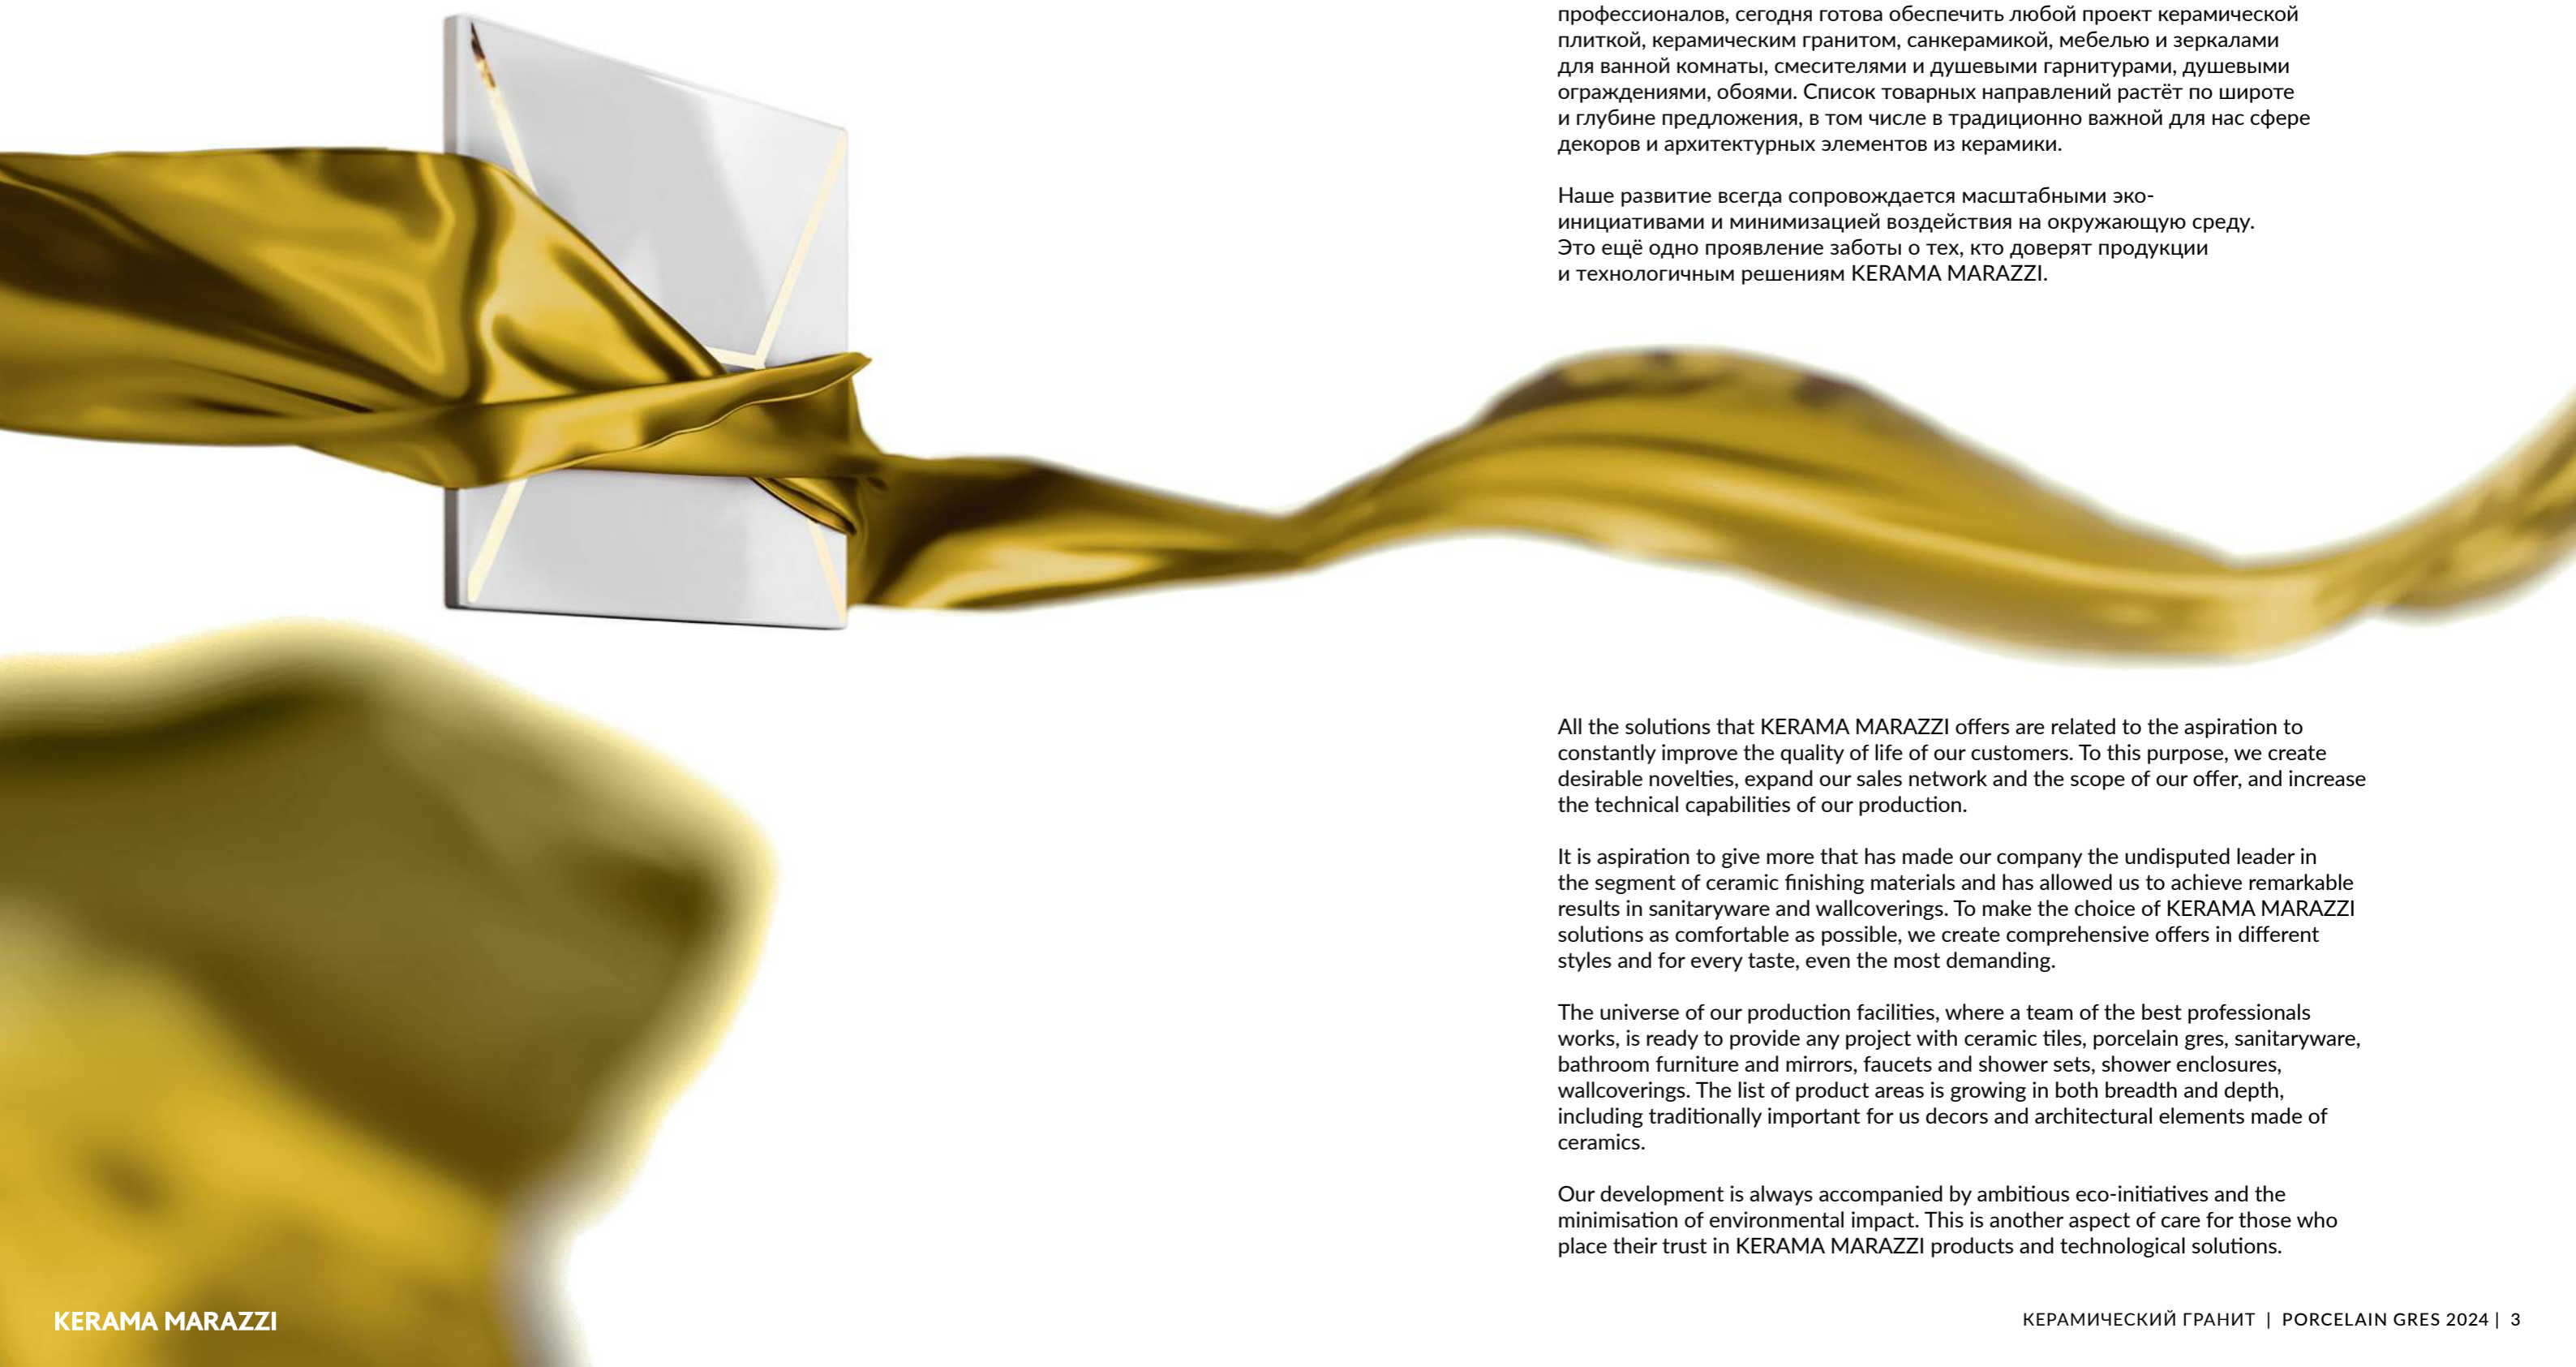 профессионалов, сегодня готова обеспечить любой проект керамической
плиткой, керамическим гранитом, санкерамикой, мебелью и зеркалами
для ванной комнаты, смесителями и душевыми гарнитурами, душевыми
ограждениями, обоями. Список товарных направлений растёт по широте
и глубине предложения, в том числе в традиционно важной для нас сфере
декоров и архитектурных элементов из керамики.
Наше развитие всегда сопровождается масштабными эко-
инициативами и минимизацией воздействия на окружающую среду.
Это ещё одно проявление заботы о тех, кто доверят продукции
и технологичным решениям KERAMA MARAZZI.
All the solutions that KERAMA MARAZZI offers are related to the aspiration to
constantly improve the quality of life of our customers. To this purpose, we create
desirable novelties, expand our sales network and the scope of our offer, and increase
the technical capabilities of our production.
It is aspiration to give more that has made our company the undisputed leader in
the segment of ceramic finishing materials and has allowed us to achieve remarkable
results in sanitaryware and wallcoverings. To make the choice of KERAMA MARAZZI
solutions as comfortable as possible, we create comprehensive offers in different
styles and for every taste, even the most demanding.
The universe of our production facilities, where a team of the best professionals
works, is ready to provide any project with ceramic tiles, porcelain gres, sanitaryware,
bathroom furniture and mirrors, faucets and shower sets, shower enclosures,
wallcoverings. The list of product areas is growing in both breadth and depth,
including traditionally important for us decors and architectural elements made of
ceramics.
Our development is always accompanied by ambitious eco-initiatives and the
minimisation of environmental impact. This is another aspect of care for those who
place their trust in KERAMA MARAZZI products and technological solutions.
KERAMA MARAZZI
КЕРАМИЧЕСКИЙ ГРАНИТ | PORCELAIN GRES 2024 | 3